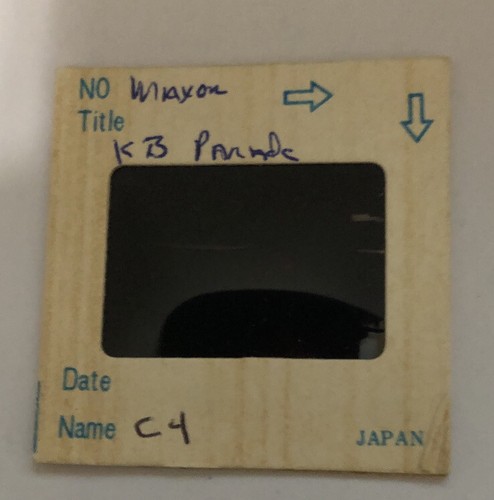 NO Maxon
Title
KB Parade
Date
Name C4
JAPAN